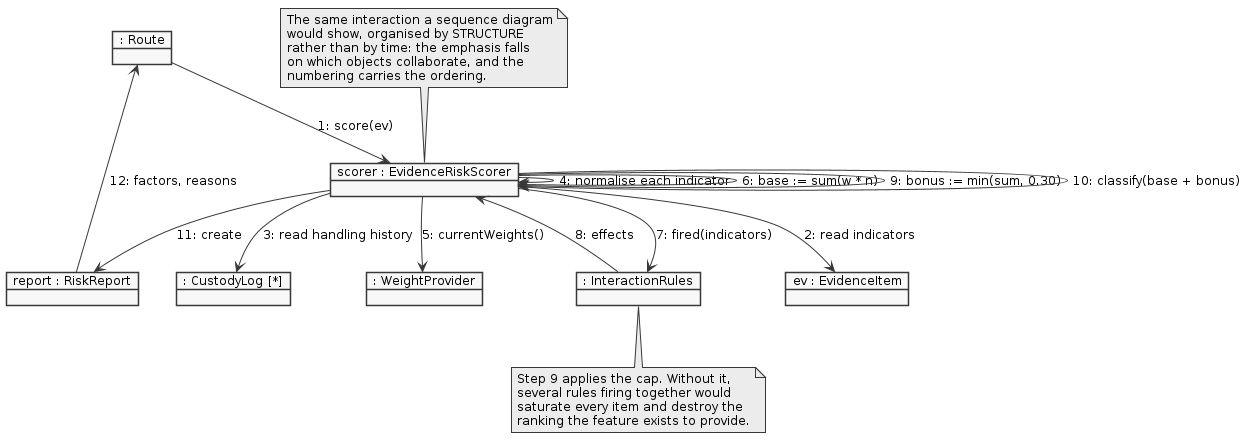 The same interaction a sequence diagram
would show, organised by STRUCTURE
rather than by time: the emphasis falls
on which objects collaborate, and the
numbering carries the ordering.
: Route
1: score(ev)
scorer : EvidenceRiskScorer
4: normalise each indicator
6: base := sum(w * n)
9: bonus := min(sum, 0.30)
10: classify(base + bonus)
12: factors, reasons
11: create
3: read handling history
5: currentWeights()
8: effects
7: fired(indicators)
2: read indicators
report : RiskReport
: CustodyLog [*]
: WeightProvider
: InteractionRules
ev : EvidenceItem
Step 9 applies the cap. Without it,
several rules firing together would
saturate every item and destroy the
ranking the feature exists to provide.